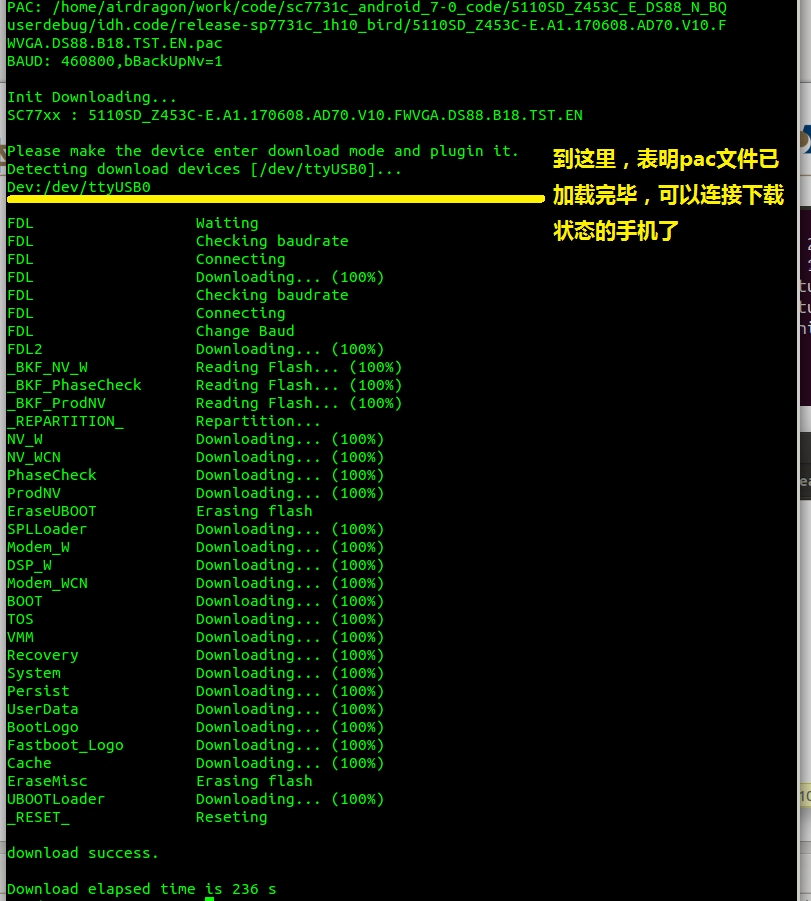 PAC: /home/airdragon/work/code/sc7731c_android_7-0_code/5110SD_Z453C_E_DS88_N_BQ
userdebug/idh.code/release-sp7731c_1h10_bird/5110SD_Z453C-E.A1.170608.AD70.V10.F
WVGA.DS88.B18.TST.EN.pac
BAUD: 460800,bBackUpNv=1
Init Downloading...
SC77xx : 5110SD_Z453C-E.A1.170608.AD70.V10.FWVGA.DS88.B18.TST.EN
Please make the device enter download mode and plugin it.
Detecting download devices [/dev/ttyUSB0]...
Dev:/dev/ttyUSB0
到这里，表明pac文件已
加载完毕，可以连接下载
状态的手机了
FDL Waiting
FDL Checking baudrate
FDL Connecting
FDL Downloading... (100%)
FDL Checking baudrate
FDL Connecting
FDL Change Baud
FDL2 Downloading... (100%)
_BKF_NV_W Reading Flash... (100%)
_BKF_PhaseCheck Reading Flash... (100%)
_BKF_ProdNV Reading Flash... (100%)
_REPARTITION_ Repartition...
NV_W Downloading... (100%)
NV_WCN Downloading... (100%)
PhaseCheck Downloading... (100%)
ProdNV Downloading... (100%)
EraseUBOOT Erasing flash
SPLLoader Downloading... (100%)
Modem_W Downloading... (100%)
DSP_W Downloading... (100%)
Modem_WCN Downloading... (100%)
BOOT Downloading... (100%)
TOS Downloading... (100%)
VMM Downloading... (100%)
Recovery Downloading... (100%)
System Downloading... (100%)
Persist Downloading... (100%)
UserData Downloading... (100%)
BootLogo Downloading... (100%)
Fastboot_Logo Downloading... (100%)
Cache Downloading... (100%)
EraseMisc Erasing flash
UBOOTLoader Downloading... (100%)
_RESET_ Reseting
download success.
Download elapsed time is 236 s